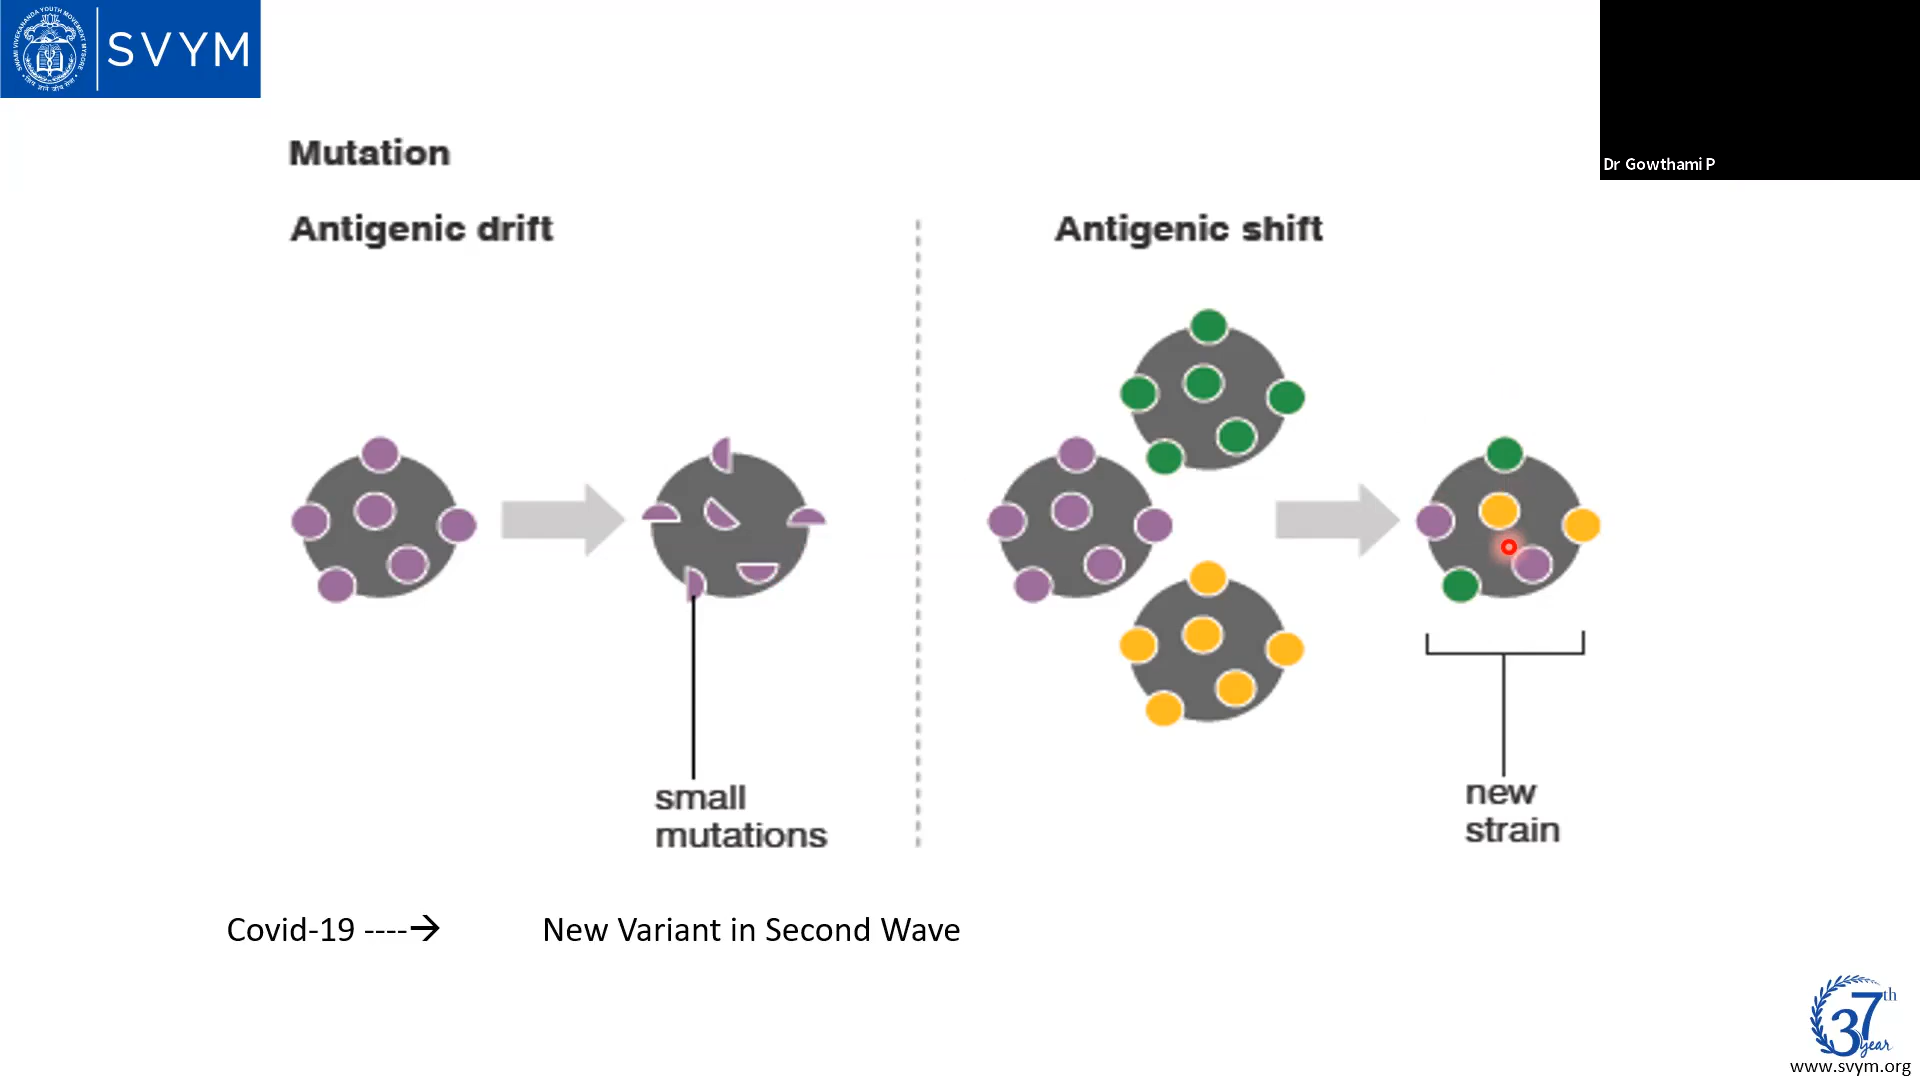 SVYM
Dr Gowthami P
Mutation
Antigenic drift
Antigenic shift
small
mutations
new
strain
Covid-19 ----→ New Variant in Second Wave
37th
year
www.svym.org